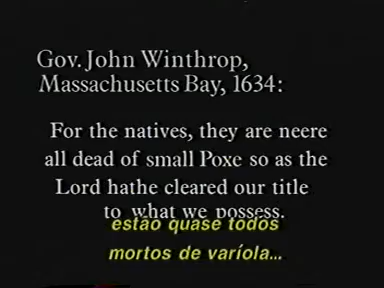 Gov. John Winthrop,
Massachusetts Bay, 1634:
For the natives, they are neere
all dead of small Poxe so as the
Lord hathe cleared our title
to what we possess.
estão quase todos
mortos de varíola...